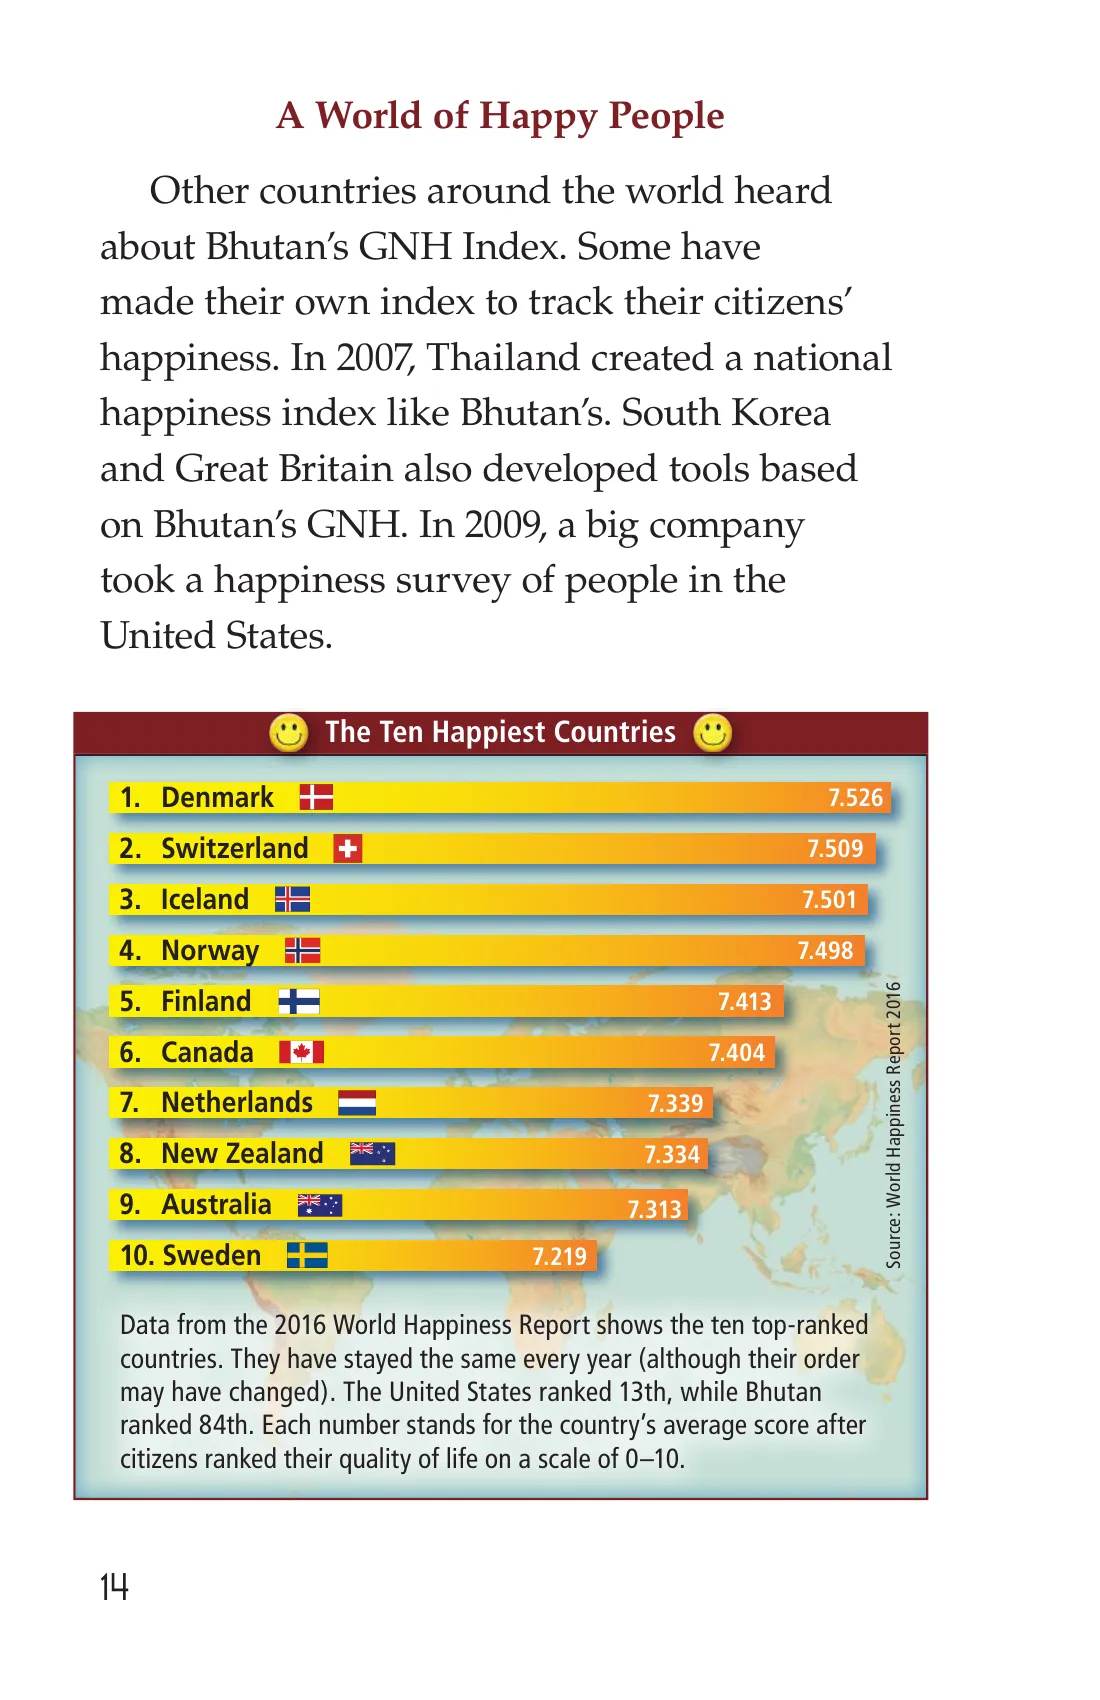 A World of Happy People
Other countries around the world heard
about Bhutan’s GNH Index. Some have
made their own index to track their citizens’
happiness. In 2007, Thailand created a national
happiness index like Bhutan’s. South Korea
and Great Britain also developed tools based
on Bhutan’s GNH. In 2009, a big company
took a happiness survey of people in the
United States.
The Ten Happiest Countries
1. Denmark 7.526
2. Switzerland 7.509
3. Iceland 7.501
4. Norway 7.498
5. Finland 7.413
6. Canada 7.404
7. Netherlands 7.339
8. New Zealand 7.334
9. Australia 7.313
10. Sweden 7.219
Source: World Happiness Report 2016
Data from the 2016 World Happiness Report shows the ten top-ranked
countries. They have stayed the same every year (although their order
may have changed). The United States ranked 13th, while Bhutan
ranked 84th. Each number stands for the country’s average score after
citizens ranked their quality of life on a scale of 0–10.
14